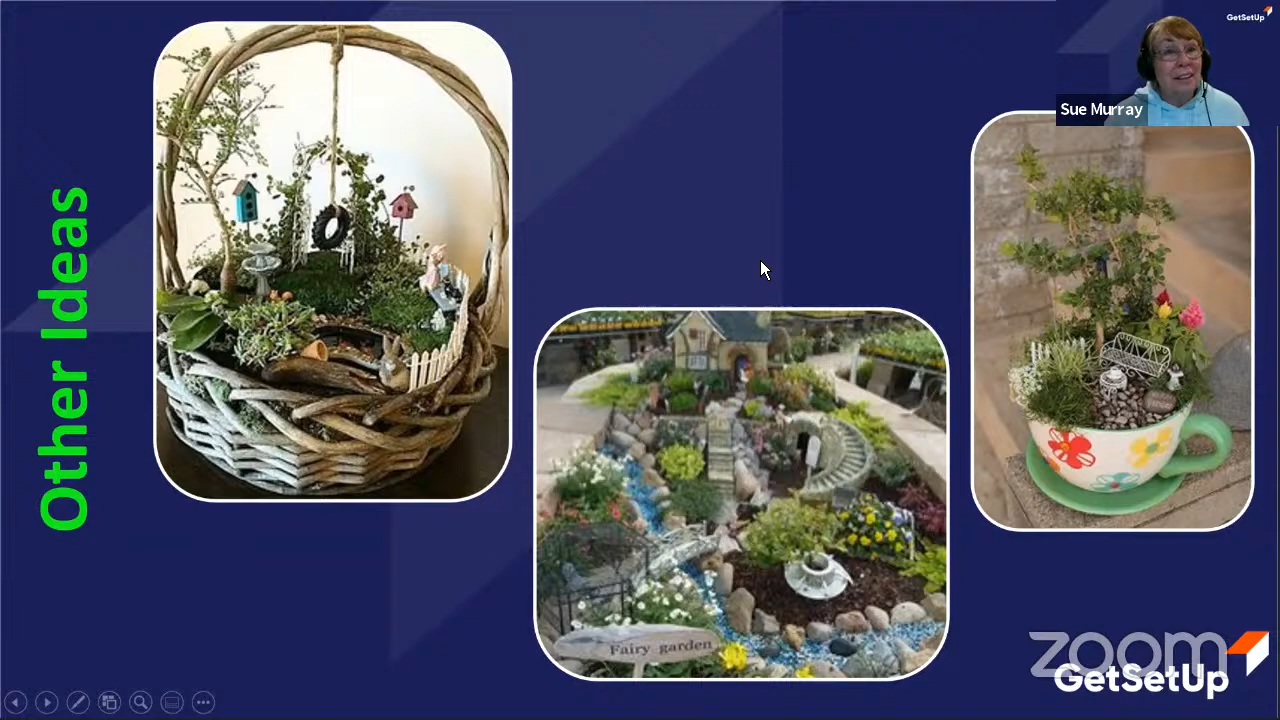 GetSetUp
Sue Murray
Other Ideas
Fairy garden
zoom
GetSetUp